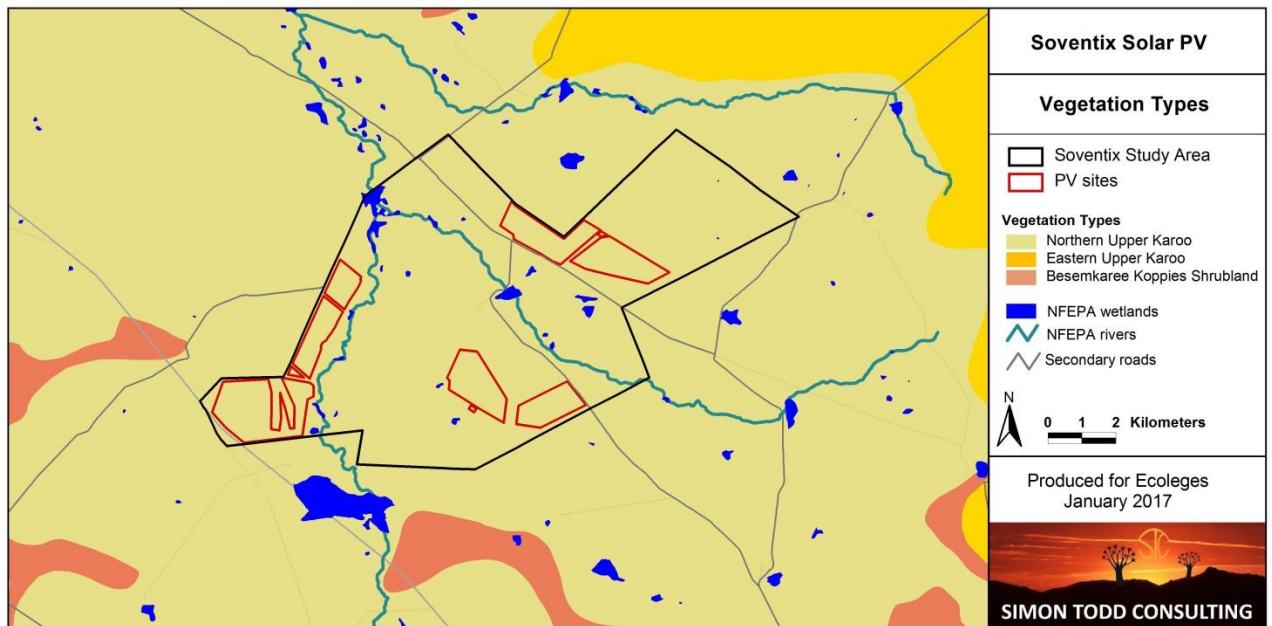 Soventix Solar PV
Vegetation Types
Soventix Study Area
PV sites
Vegetation Types
Northern Upper Karoo
Eastern Upper Karoo
Besemkaree Koppies Shrubland
NFEPA wetlands
NFEPA rivers
Secondary roads
N
0 1 2 Kilometers
Produced for Ecoleges
January 2017
STC
SIMON TODD CONSULTING